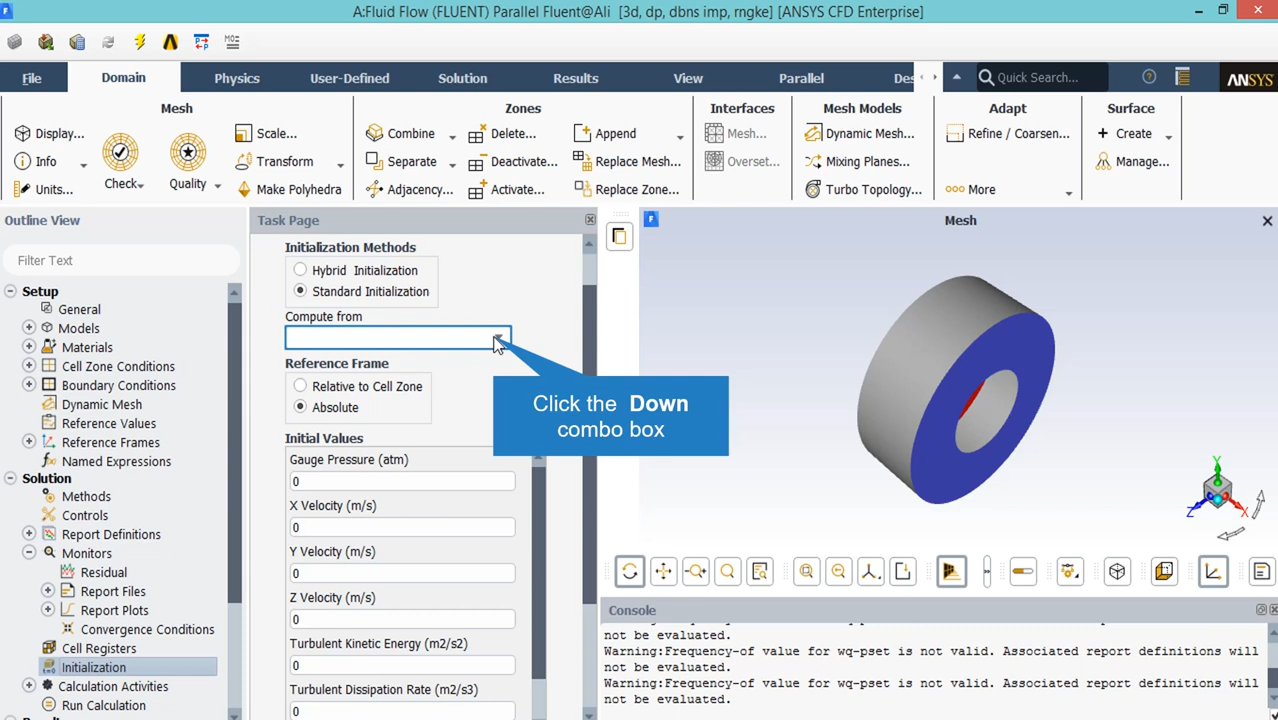 A:Fluid Flow (FLUENT) Parallel Fluent@Ali [3d, dp, dbns imp, rngke] [ANSYS CFD Enterprise]
File
Domain
Physics
User-Defined
Solution
Results
View
Parallel
Des
Quick Search...
ANSYS
Mesh
Display...
Info
Units...
Check
Quality
Scale...
Transform
Make Polyhedra
Zones
Combine
Separate
Adjacency...
Delete...
Deactivate...
Activate...
Append
Replace Mesh...
Replace Zone...
Interfaces
Mesh...
Overset...
Mesh Models
Dynamic Mesh...
Mixing Planes...
Turbo Topology...
Adapt
Refine / Coarsen...
More
Surface
Create
Manage...
Outline View
Filter Text
Setup
General
Models
Materials
Cell Zone Conditions
Boundary Conditions
Dynamic Mesh
Reference Values
Reference Frames
Named Expressions
Solution
Methods
Controls
Report Definitions
Monitors
Residual
Report Files
Report Plots
Convergence Conditions
Cell Registers
Initialization
Calculation Activities
Run Calculation
Task Page
Initialization Methods
Hybrid Initialization
Standard Initialization
Compute from
Reference Frame
Relative to Cell Zone
Absolute
Initial Values
Gauge Pressure (atm)
0
X Velocity (m/s)
0
Y Velocity (m/s)
0
Z Velocity (m/s)
0
Turbulent Kinetic Energy (m2/s2)
0
Turbulent Dissipation Rate (m2/s3)
0
Click the Down
combo box
Mesh
Y
Z
X
Console
not be evaluated.
Warning:Frequency-of value for wq-pset is not valid. Associated report definitions will
not be evaluated.
Warning:Frequency-of value for wq-pset is not valid. Associated report definitions will
not be evaluated.